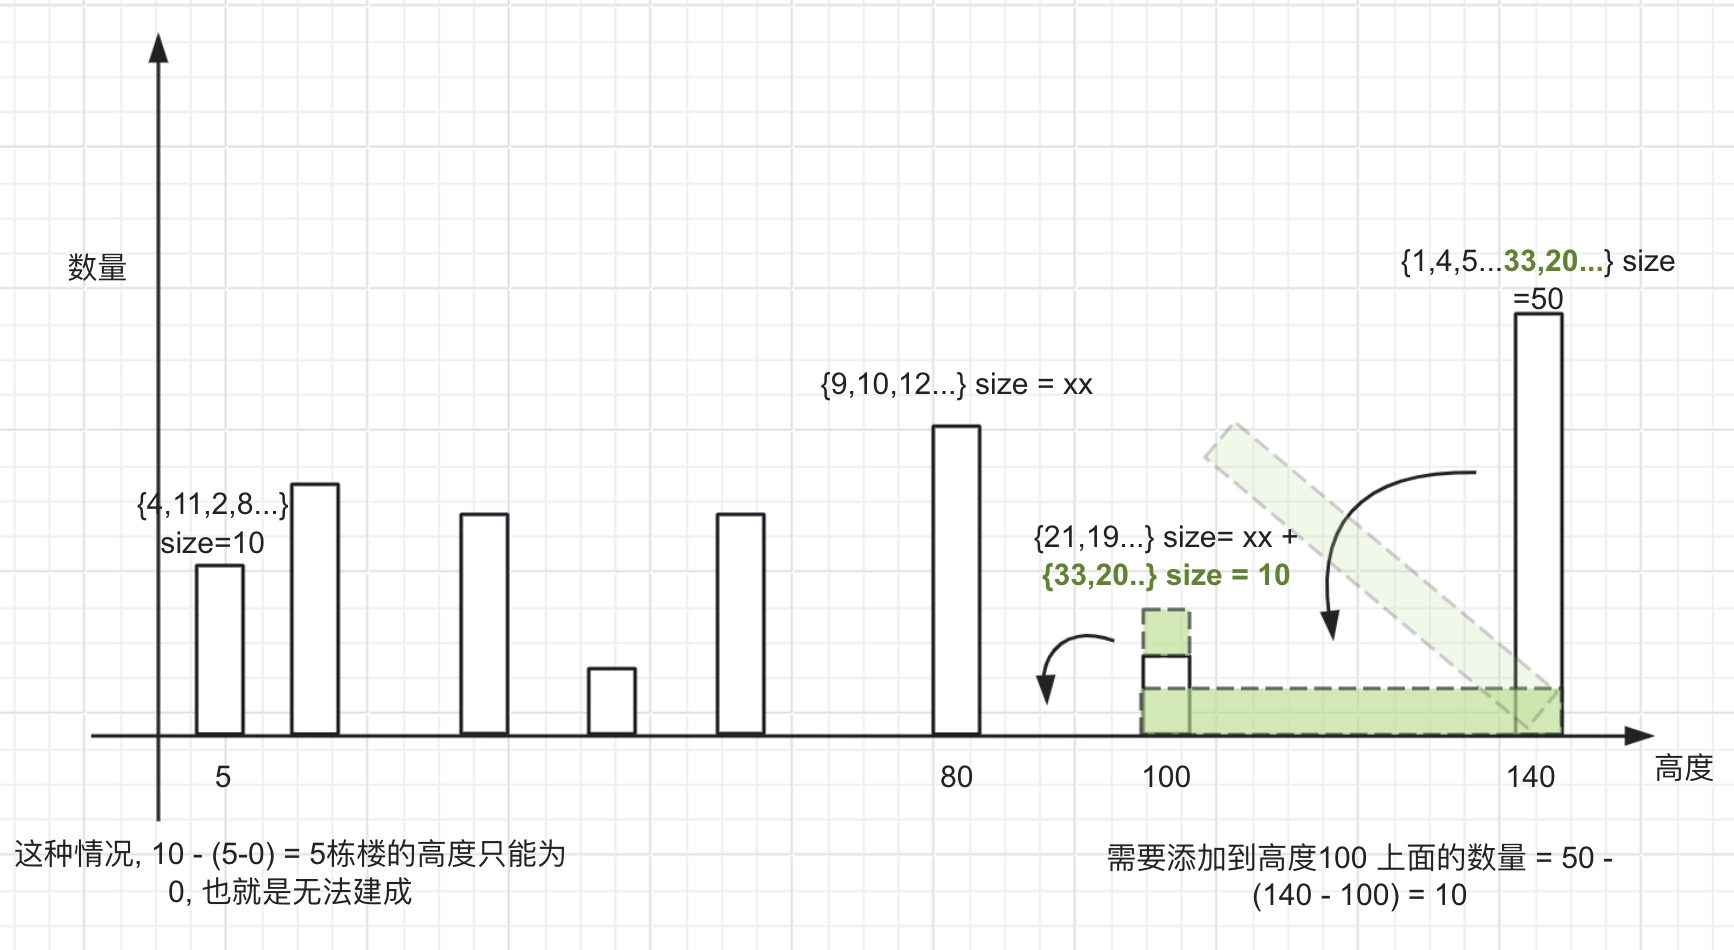 数量
{1,4,5...33,20...} size
=50
{9,10,12...} size = xx
{4,11,2,8...}
size=10
{21,19...} size= xx +
{33,20..} size = 10
5
80
100
140
高度
这种情况, 10 - (5-0) = 5栋楼的高度只能为
0, 也就是无法建成
需要添加到高度100 上面的数量 = 50 -
(140 - 100) = 10